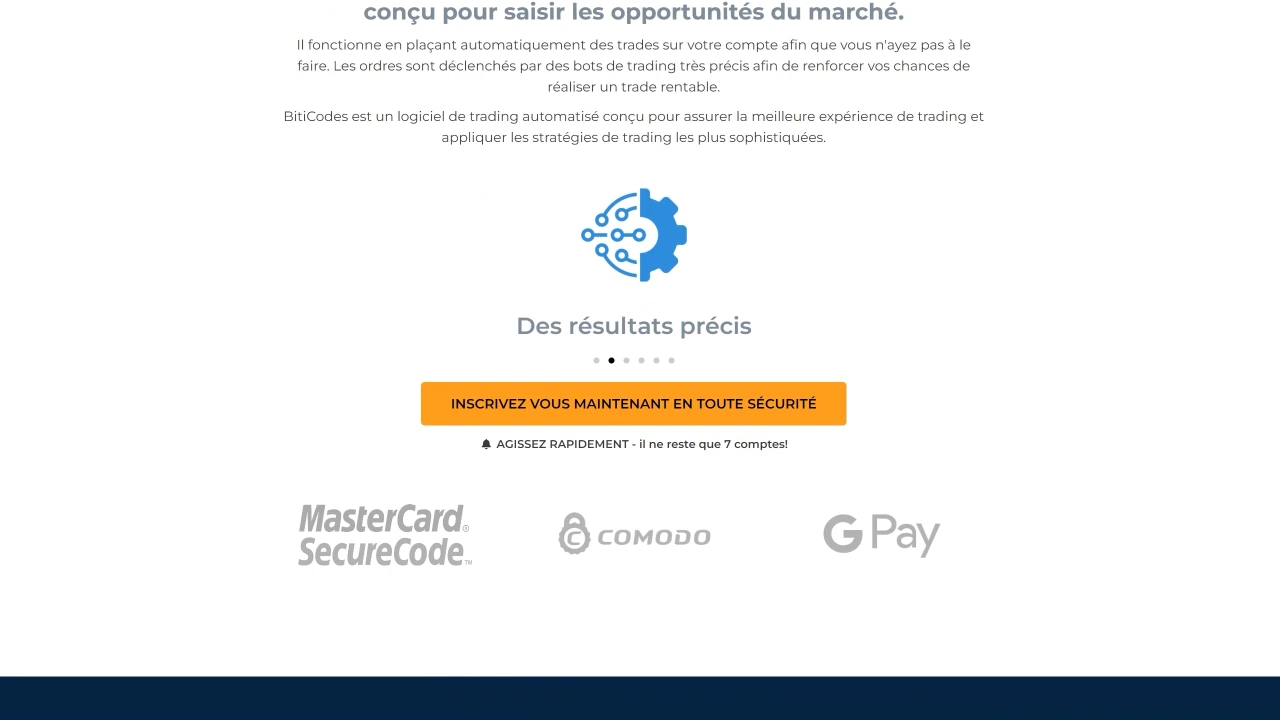 conçu pour saisir les opportunités du marché.
Il fonctionne en plaçant automatiquement des trades sur votre compte afin que vous n'ayez pas à le
faire. Les ordres sont déclenchés par des bots de trading très précis afin de renforcer vos chances de
réaliser un trade rentable.
BitiCodes est un logiciel de trading automatisé conçu pour assurer la meilleure expérience de trading et
appliquer les stratégies de trading les plus sophistiquées.
Des résultats précis
INSCRIVEZ VOUS MAINTENANT EN TOUTE SÉCURITÉ
AGISSEZ RAPIDEMENT - il ne reste que 7 comptes!
MasterCard®
SecureCode™
C COMODO
G Pay